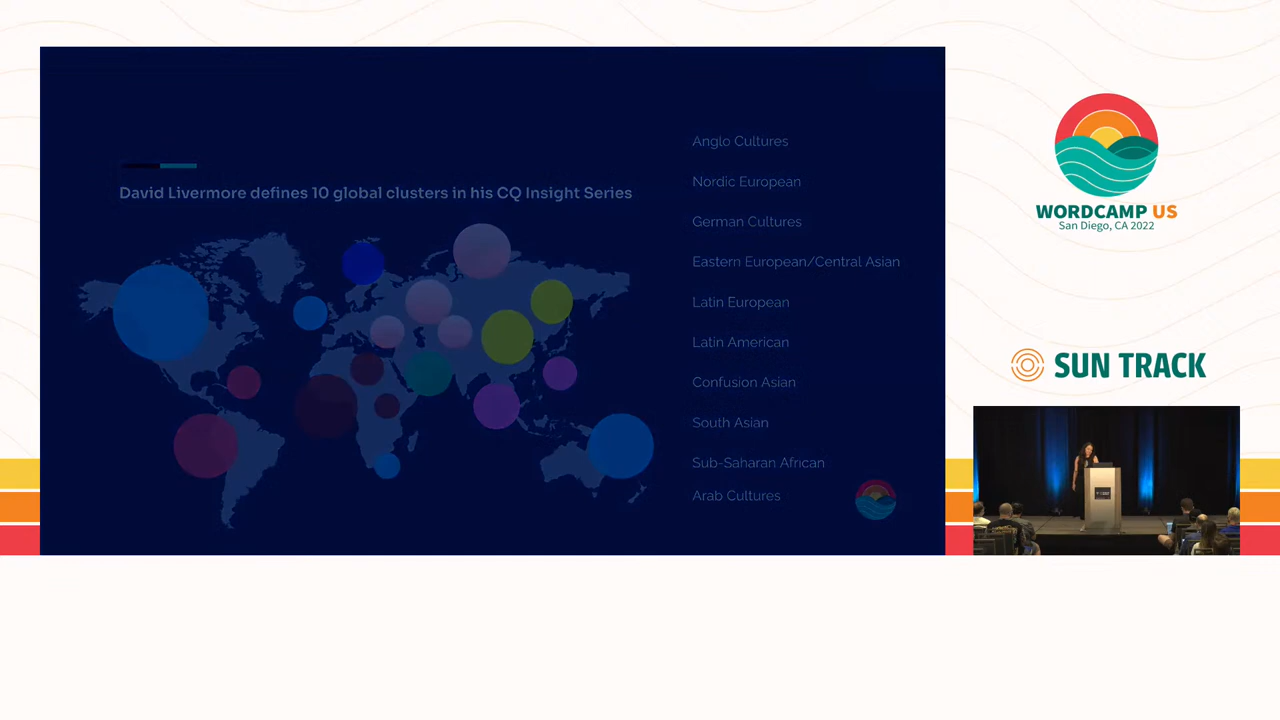 David Livermore defines 10 global clusters in his CQ Insight Series
Anglo Cultures
Nordic European
German Cultures
Eastern European/Central Asian
Latin European
Latin American
Confusion Asian
South Asian
Sub-Saharan African
Arab Cultures
WORDCAMP US
San Diego, CA 2022
SUN TRACK